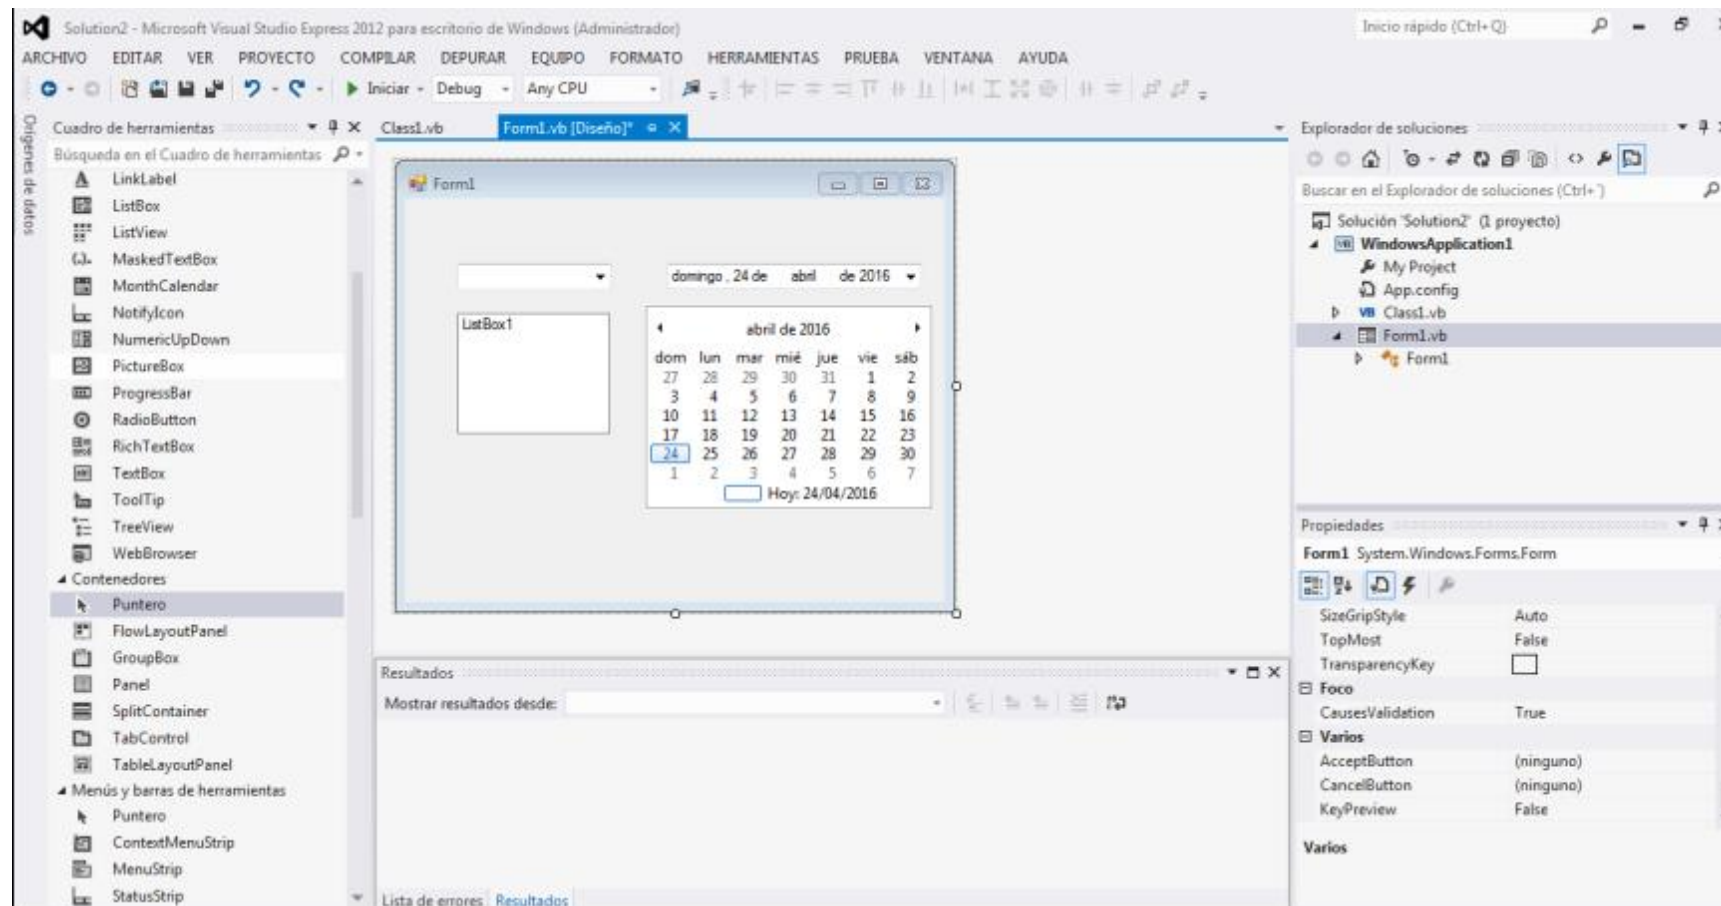 Solution2 - Microsoft Visual Studio Express 2012 para escritorio de Windows (Administrador)
Inicio rápido (Ctrl+Q)
ARCHIVO EDITAR VER PROYECTO COMPILAR DEPURAR EQUIPO FORMATO HERRAMIENTAS PRUEBA VENTANA AYUDA
Iniciar Debug Any CPU
Orígenes de datos
Cuadro de herramientas
Búsqueda en el Cuadro de herramientas
LinkLabel
ListBox
ListView
MaskedTextBox
MonthCalendar
NotifyIcon
NumericUpDown
PictureBox
ProgressBar
RadioButton
RichTextBox
TextBox
ToolTip
TreeView
WebBrowser
Contenedores
Puntero
FlowLayoutPanel
GroupBox
Panel
SplitContainer
TabControl
TableLayoutPanel
Menús y barras de herramientas
Puntero
ContextMenuStrip
MenuStrip
StatusStrip
Class1.vb Form1.vb [Diseño]*
Form1
domingo , 24 de abril de 2016
ListBox1
abril de 2016
dom lun mar mié jue vie sáb
27 28 29 30 31 1 2
3 4 5 6 7 8 9
10 11 12 13 14 15 16
17 18 19 20 21 22 23
24 25 26 27 28 29 30
1 2 3 4 5 6 7
Hoy: 24/04/2016
Resultados
Mostrar resultados desde:
Lista de errores Resultados
Explorador de soluciones
Buscar en el Explorador de soluciones (Ctrl+`)
Solución 'Solution2' (1 proyecto)
WindowsApplication1
My Project
App.config
VB Class1.vb
Form1.vb
Form1
Propiedades
Form1 System.Windows.Forms.Form
SizeGripStyle Auto
TopMost False
TransparencyKey
Foco
CausesValidation True
Varios
AcceptButton (ninguno)
CancelButton (ninguno)
KeyPreview False
Varios